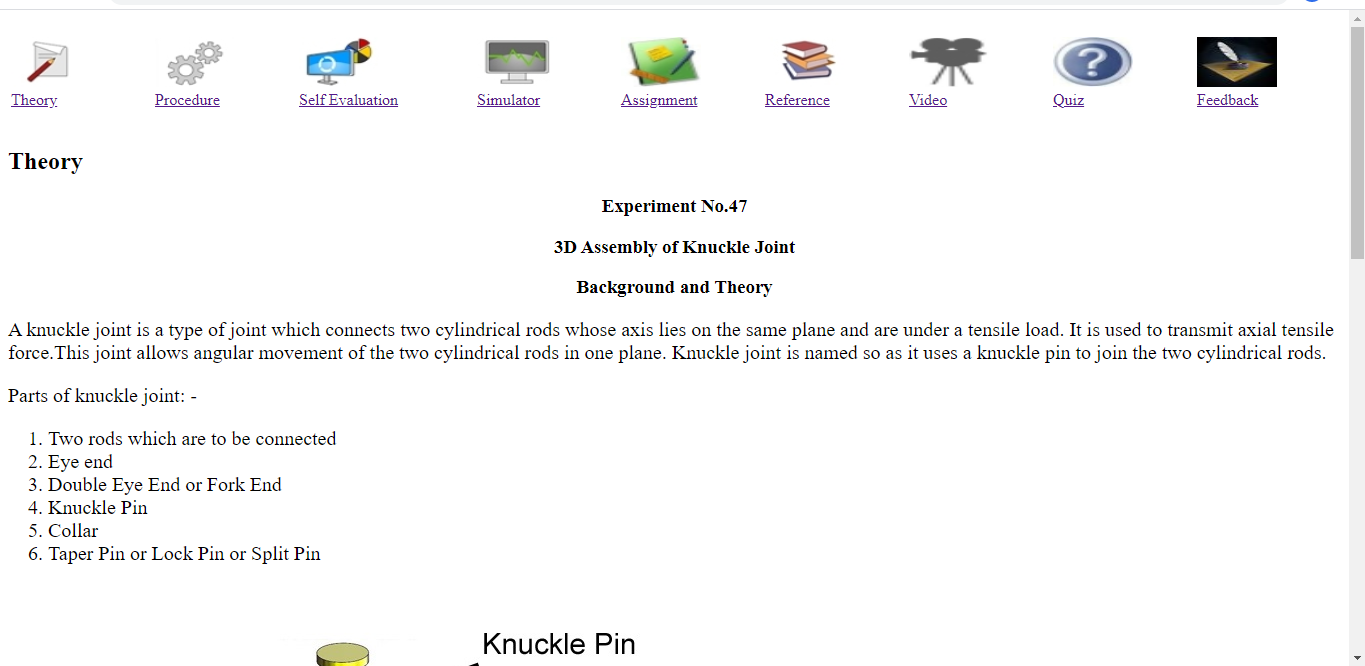 Theory Procedure Self Evaluation Simulator Assignment Reference Video Quiz Feedback
Theory
Experiment No.47
3D Assembly of Knuckle Joint
Background and Theory
A knuckle joint is a type of joint which connects two cylindrical rods whose axis lies on the same plane and are under a tensile load. It is used to transmit axial tensile
force.This joint allows angular movement of the two cylindrical rods in one plane. Knuckle joint is named so as it uses a knuckle pin to join the two cylindrical rods.
Parts of knuckle joint: -
1. Two rods which are to be connected
2. Eye end
3. Double Eye End or Fork End
4. Knuckle Pin
5. Collar
6. Taper Pin or Lock Pin or Split Pin
Knuckle Pin